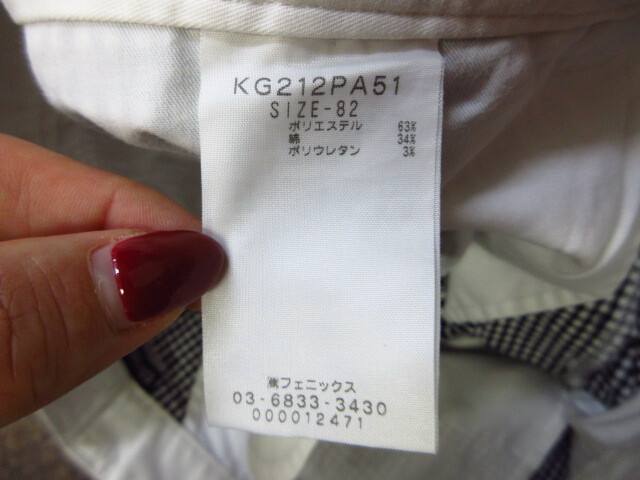 KG212PA51
SIZE-82
ポリエステル 63%
綿 34%
ポリウレタン 3%
㈱フェニックス
03-6833-3430
000012471